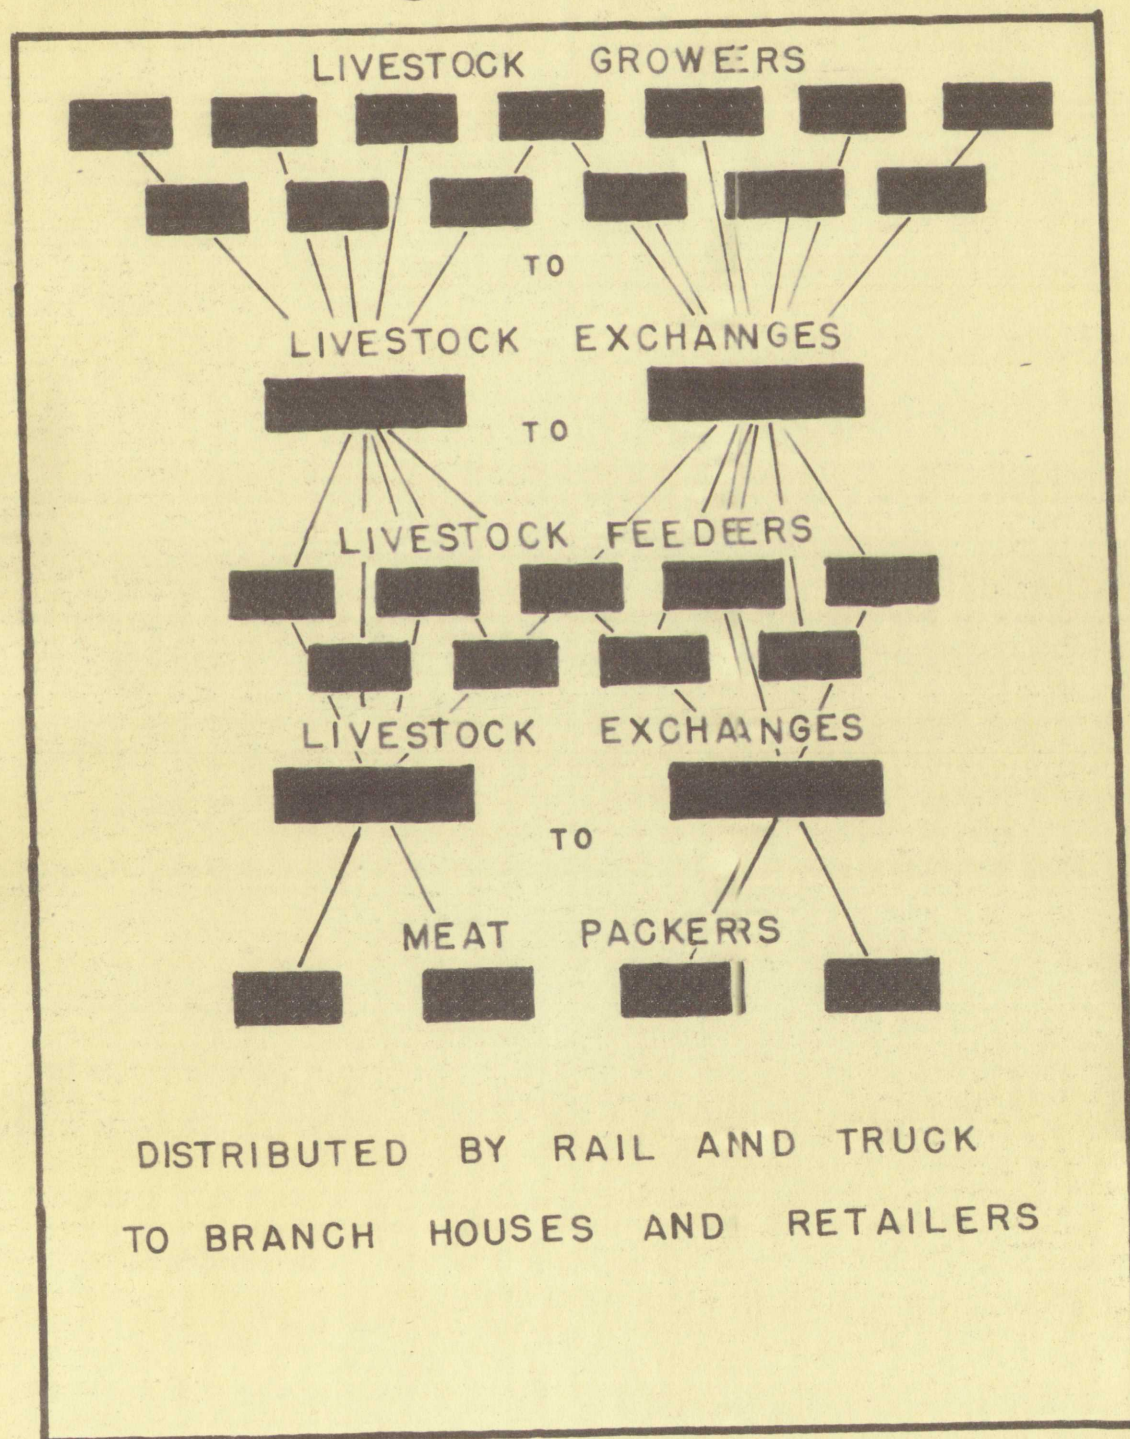 LIVESTOCK GROWERS
TO
LIVESTOCK EXCHANGES
TO
LIVESTOCK FEEDERS
LIVESTOCK EXCHANGES
TO
MEAT PACKERS
DISTRIBUTED BY RAIL AND TRUCK
TO BRANCH HOUSES AND RETAILERS